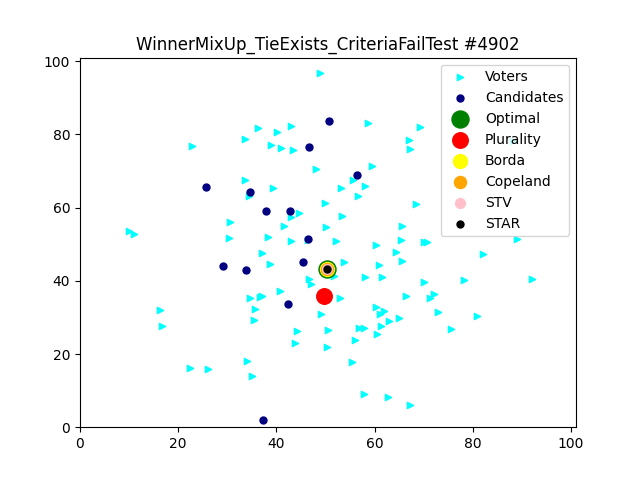 WinnerMixUp_TieExists_CriteriaFailTest #4902
100
80
60
40
20
0
0
20
40
60
80
100
Voters
Candidates
Optimal
Plurality
Borda
Copeland
STV
STAR